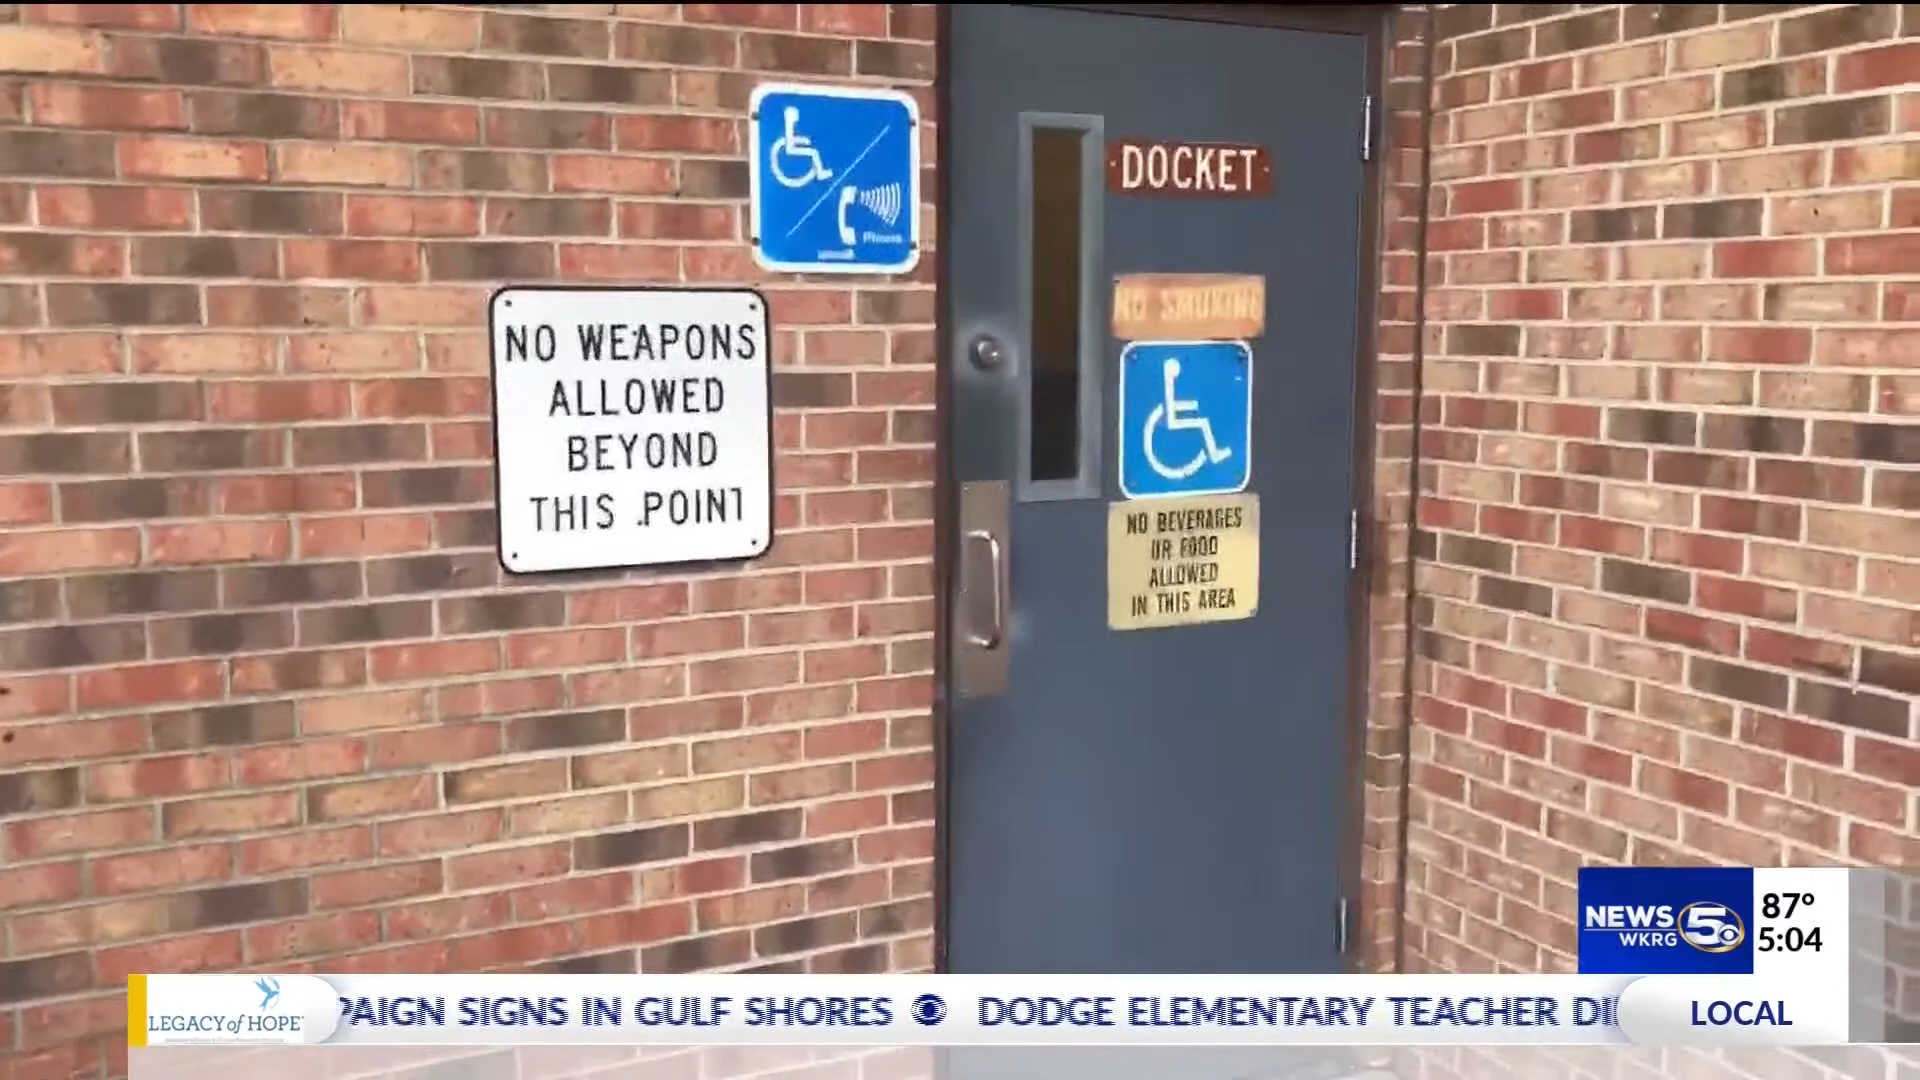 Phone
DOCKET
NO SMOKING
NO WEAPONS
ALLOWED
BEYOND
THIS .POINT
NO BEVERAGES
OR FOOD
ALLOWED
IN THIS AREA
NEWS 5
WKRG
87°
5:04
LEGACY of HOPE
PAIGN SIGNS IN GULF SHORES DODGE ELEMENTARY TEACHER DI
LOCAL